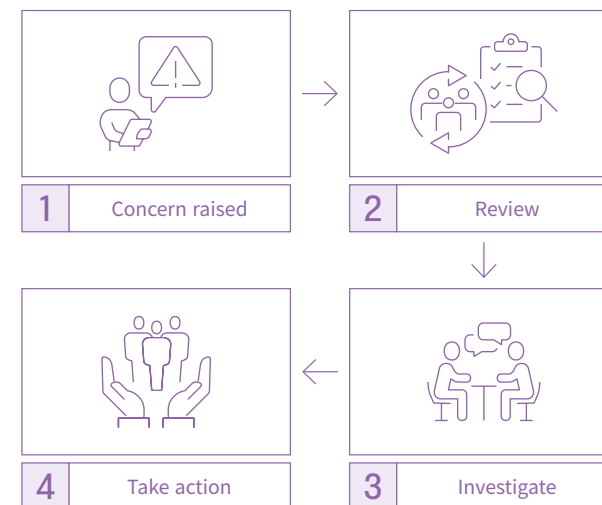 1 Concern raised
2 Review
3 Investigate
4 Take action